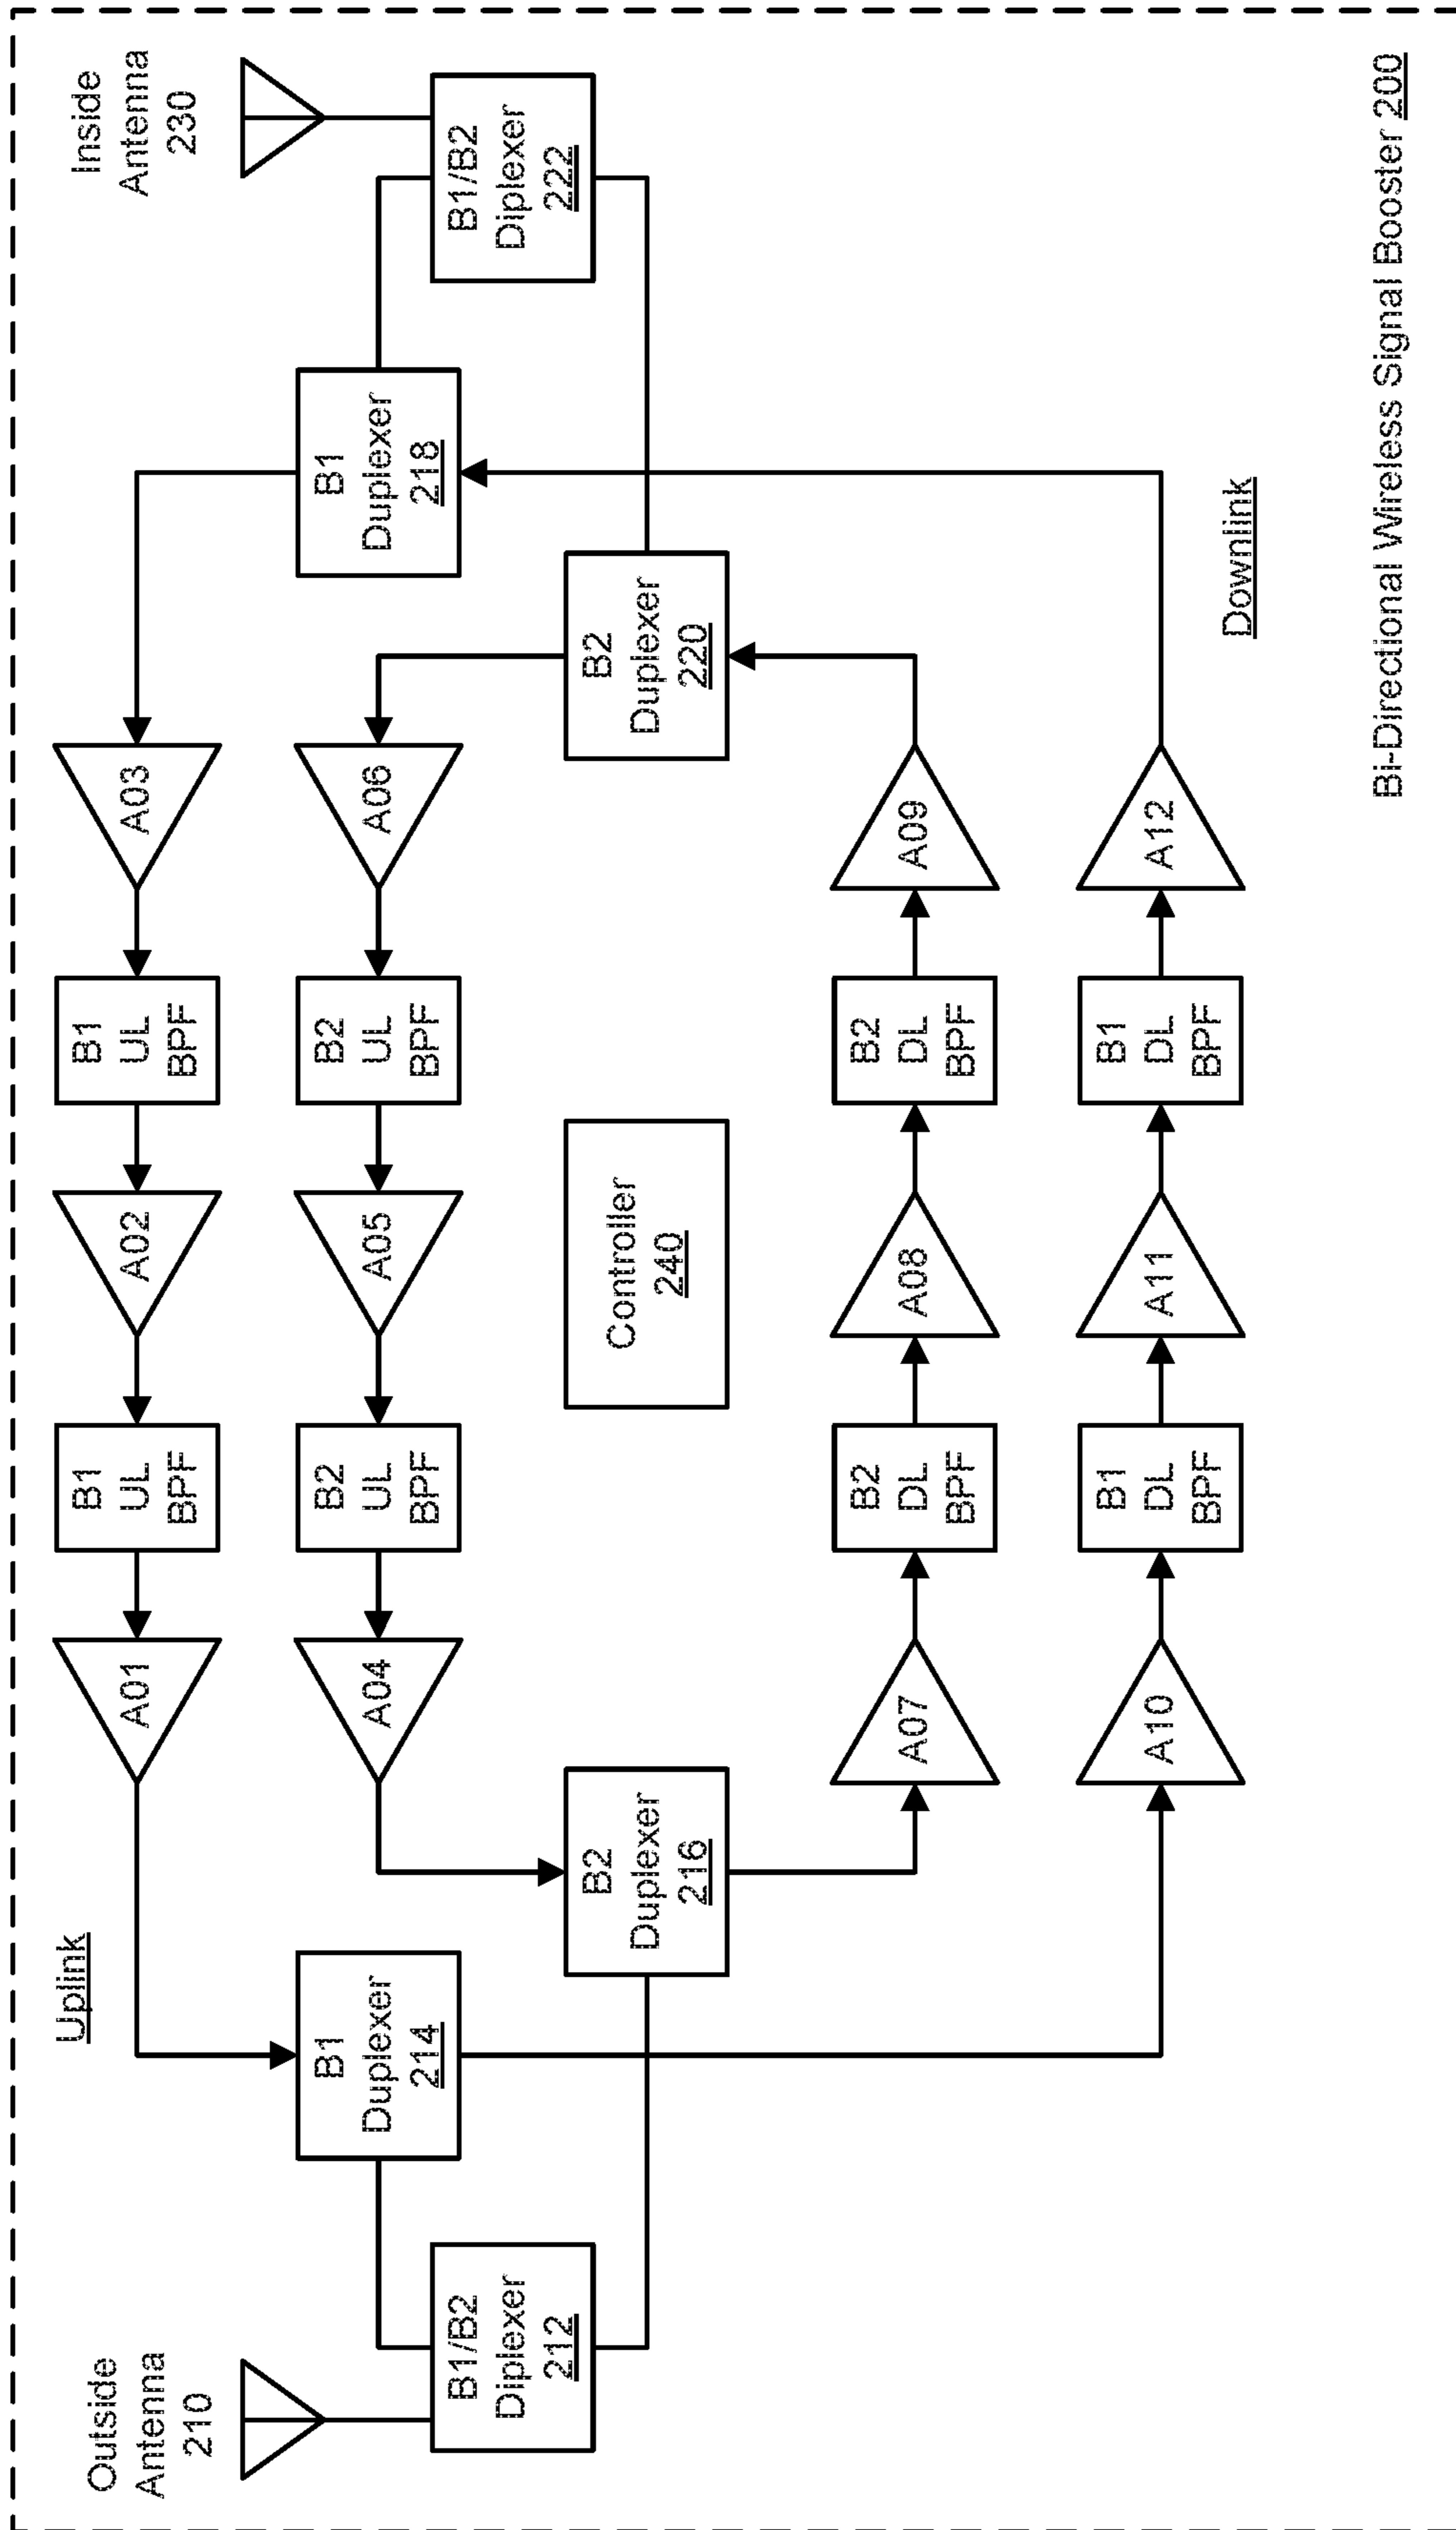 Outside
Antenna
210
Inside
Antenna
230
Uplink
A01
B1
UL
BPF
A02
B1
UL
BPF
A03
B1
Duplexer
214
A04
B2
UL
BPF
A05
B2
UL
BPF
A06
B1
Duplexer
218
B1/B2
Diplexer
212
B1/B2
Diplexer
222
B2
Duplexer
216
Controller
240
B2
Duplexer
220
A07
B2
DL
BPF
A08
B2
DL
BPF
A09
A10
B1
DL
BPF
A11
B1
DL
BPF
A12
Downlink
Bi-Directional Wireless Signal Booster 200